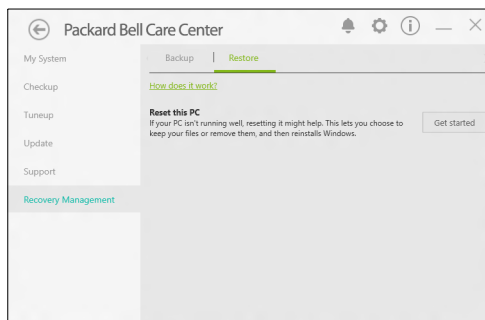 Packard Bell Care Center
My System
Backup | Restore
Checkup
How does it work?
Tuneup
Reset this PC
If your PC isn't running well, resetting it might help. This lets you choose to
keep your files or remove them, and then reinstalls Windows.
Get started
Update
Support
Recovery Management